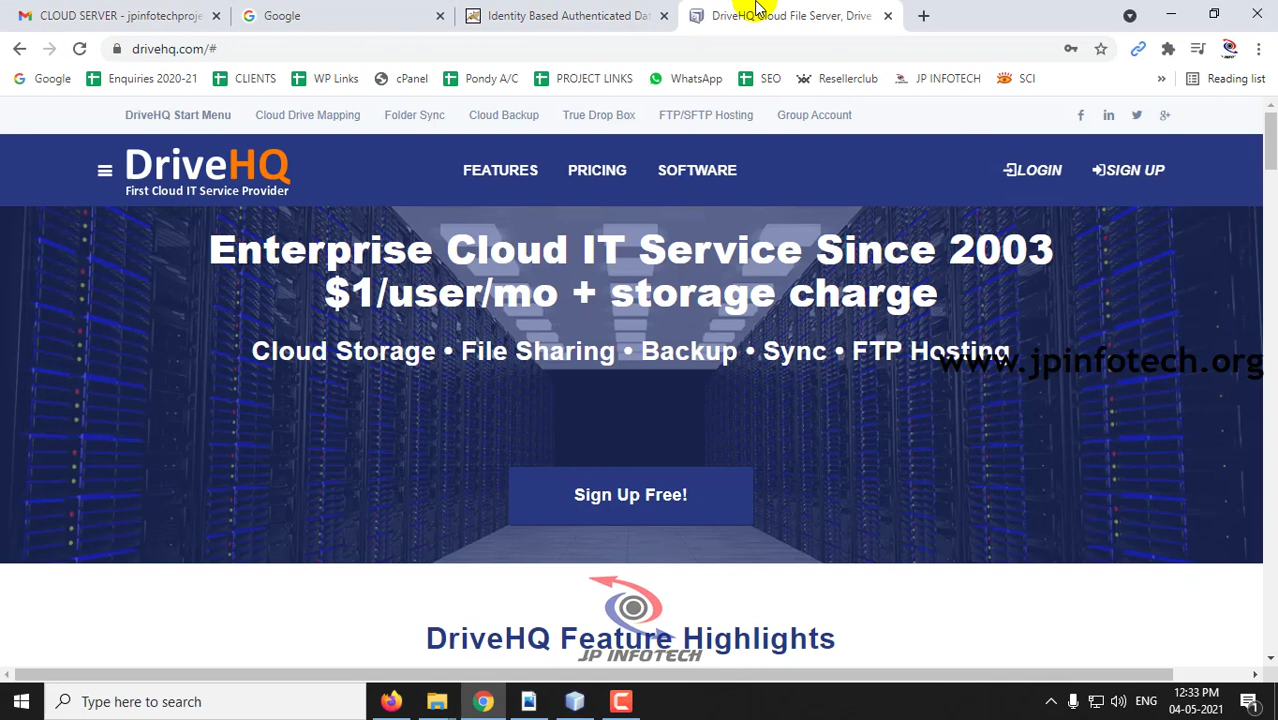 CLOUD SERVER - jpinfotechproje
Google
Identity Based Authenticated Dat
DriveHQ Cloud File Server, Drive
drivehq.com/#
Google
Enquiries 2020-21
CLIENTS
WP Links
cPanel
Pondy A/C
PROJECT LINKS
WhatsApp
SEO
Resellerclub
JP INFOTECH
SCI
»
Reading list
DriveHQ Start Menu
Cloud Drive Mapping
Folder Sync
Cloud Backup
True Drop Box
FTP/SFTP Hosting
Group Account
DriveHQ
First Cloud IT Service Provider
FEATURES
PRICING
SOFTWARE
LOGIN
SIGN UP
Enterprise Cloud IT Service Since 2003
$1/user/mo + storage charge
Cloud Storage • File Sharing • Backup • Sync • FTP Hosting
www.jpinfotech.org
Sign Up Free!
DriveHQ Feature Highlights
JP INFOTECH
Type here to search
ENG
12:33 PM
04-05-2021
1